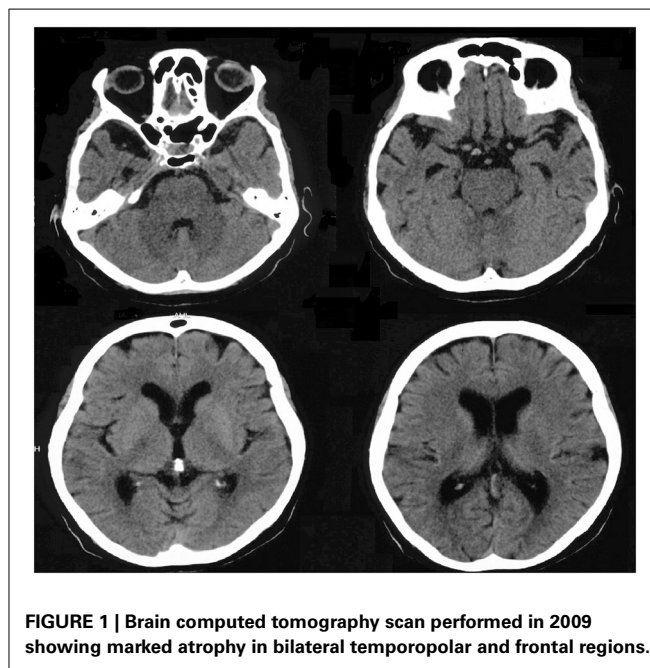 H
FIGURE 1 | Brain computed tomography scan performed in 2009
showing marked atrophy in bilateral temporopolar and frontal regions.